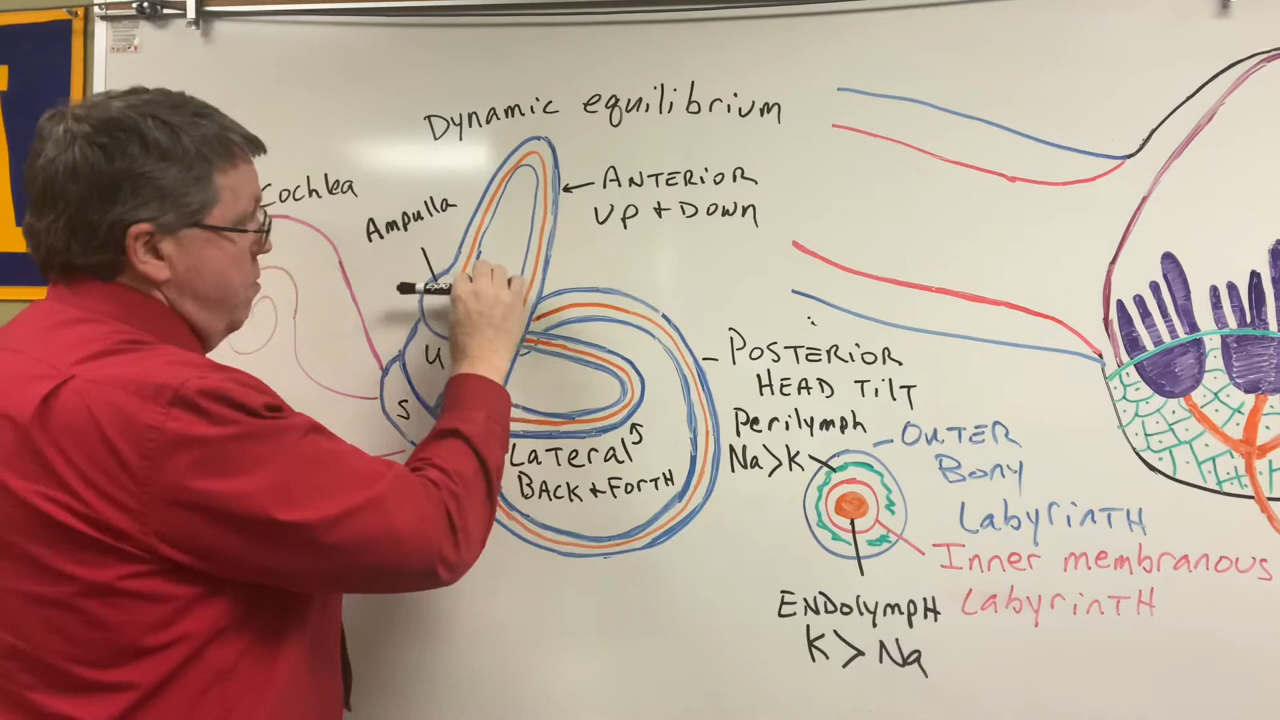 Dynamic equilibrium
Cochlea
Ampulla
ANTERIOR
UP + DOWN
EXPO
U
S
POSTERIOR
HEAD TILT
Perilymph
Na>K
Lateral
BACK + FORTH
OUTER
Bony
LabyrinTH
Inner membranous
LabyrinTH
ENDolympH
K > Na